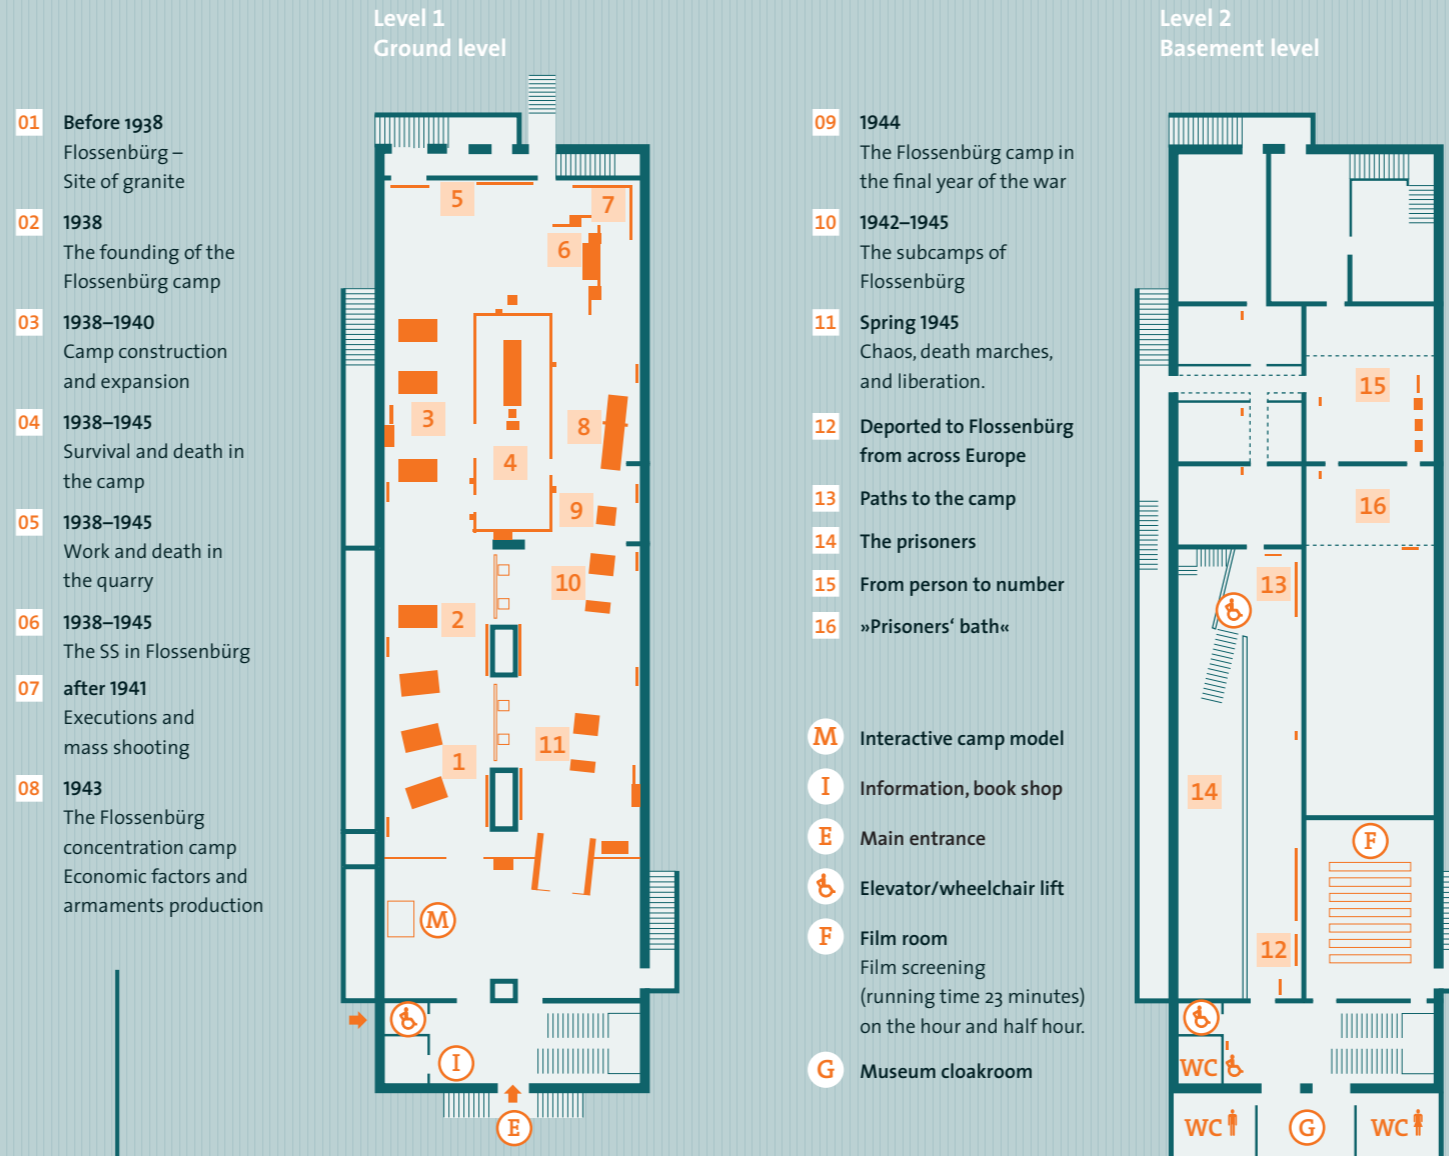 Level 1
Ground level
Level 2
Basement level
01 Before 1938
Flossenbürg –
Site of granite
02 1938
The founding of the
Flossenbürg camp
03 1938–1940
Camp construction
and expansion
04 1938–1945
Survival and death in
the camp
05 1938–1945
Work and death in
the quarry
06 1938–1945
The SS in Flossenbürg
07 after 1941
Executions and
mass shooting
08 1943
The Flossenbürg
concentration camp
Economic factors and
armaments production
5
7
6
3
8
4
9
10
2
11
1
M
I
E
09 1944
The Flossenbürg camp in
the final year of the war
10 1942–1945
The subcamps of
Flossenbürg
11 Spring 1945
Chaos, death marches,
and liberation.
12 Deported to Flossenbürg
from across Europe
13 Paths to the camp
14 The prisoners
15 From person to number
16 »Prisoners‘ bath«
M Interactive camp model
I Information, book shop
E Main entrance
Elevator/wheelchair lift
F Film room
Film screening
(running time 23 minutes)
on the hour and half hour.
G Museum cloakroom
15
16
13
14
F
12
WC
WC
G
WC